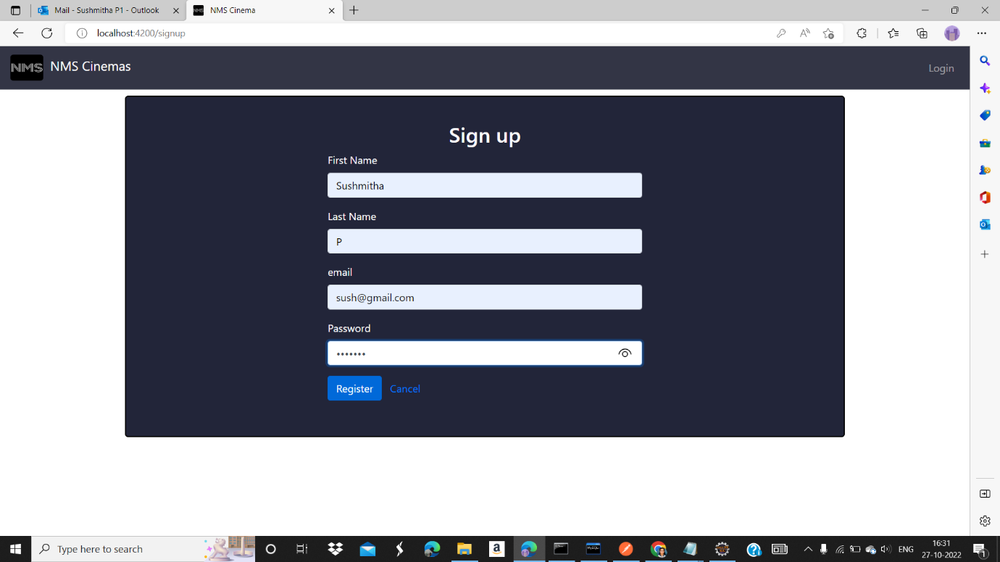 Mail - Sushmitha P1 - Outlook
NMS Cinema
localhost:4200/signup
NMS NMS Cinemas
Login
Sign up
First Name
Sushmitha
Last Name
P
email
sush@gmail.com
Password
•••••••
Register Cancel
Type here to search
ENG
16:31
27-10-2022
1